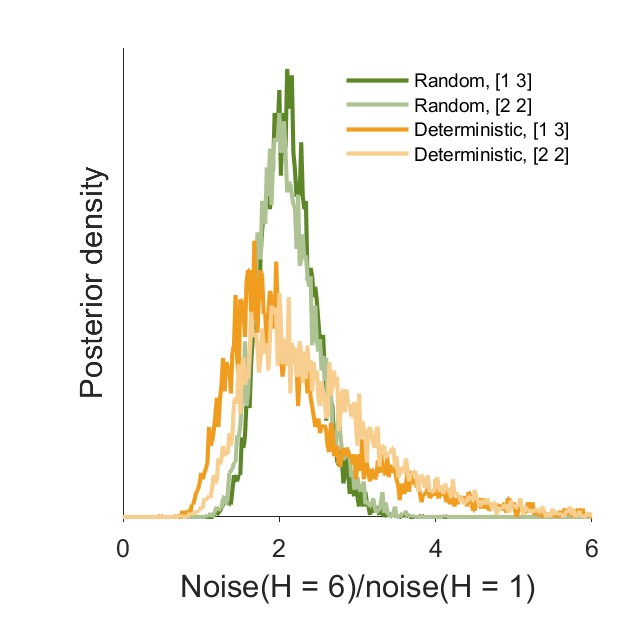 Random, [1 3]
Random, [2 2]
Deterministic, [1 3]
Deterministic, [2 2]
Posterior density
0 2 4 6
Noise(H = 6)/noise(H = 1)